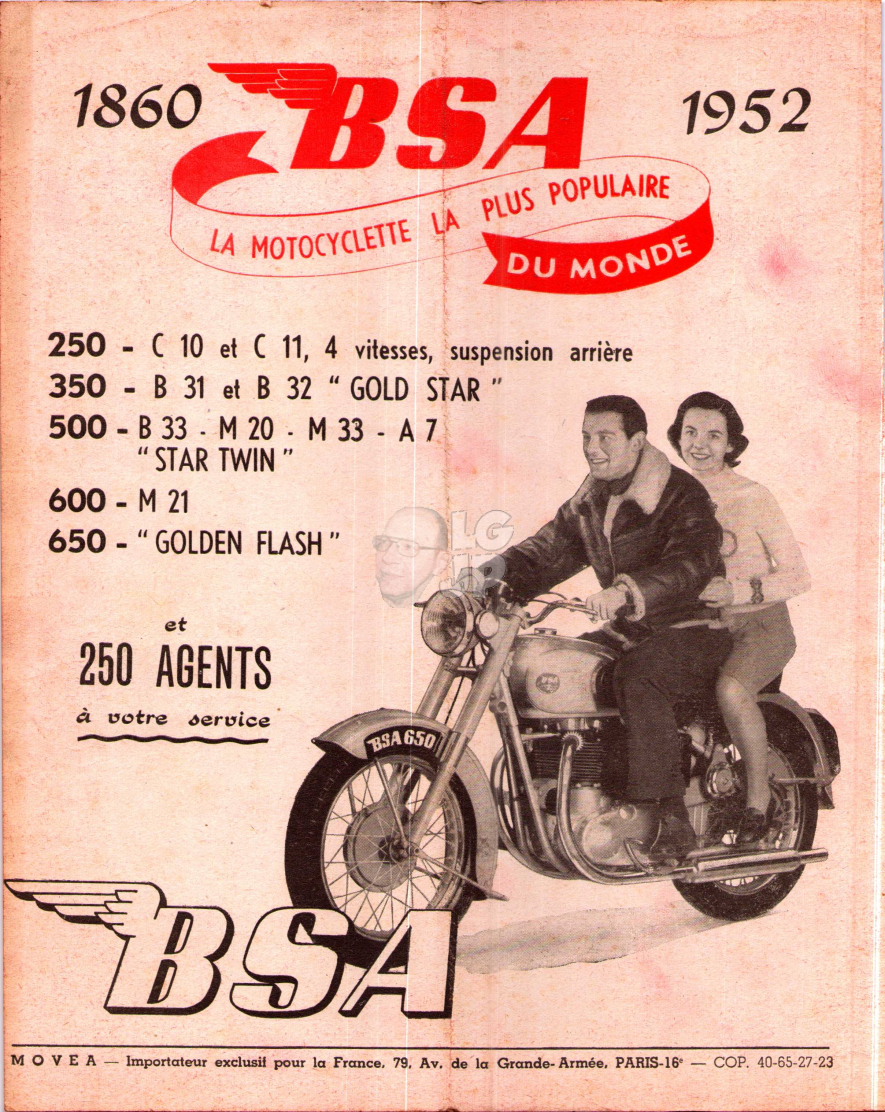 1860
BSA
1952
LA MOTOCYCLETTE LA PLUS POPULAIRE
DU MONDE
250 - C 10 et C 11, 4 vitesses, suspension arrière
350 - B 31 et B 32 “ GOLD STAR ”
500 - B 33 - M 20 - M 33 - A 7
“ STAR TWIN ”
600 - M 21
650 - “ GOLDEN FLASH ”
LG
et
250 AGENTS
à votre service
BSA 650
BSA
MOVEA — Importateur exclusif pour la France, 79, Av. de la Grande-Armée, PARIS-16e — COP. 40-65-27-23